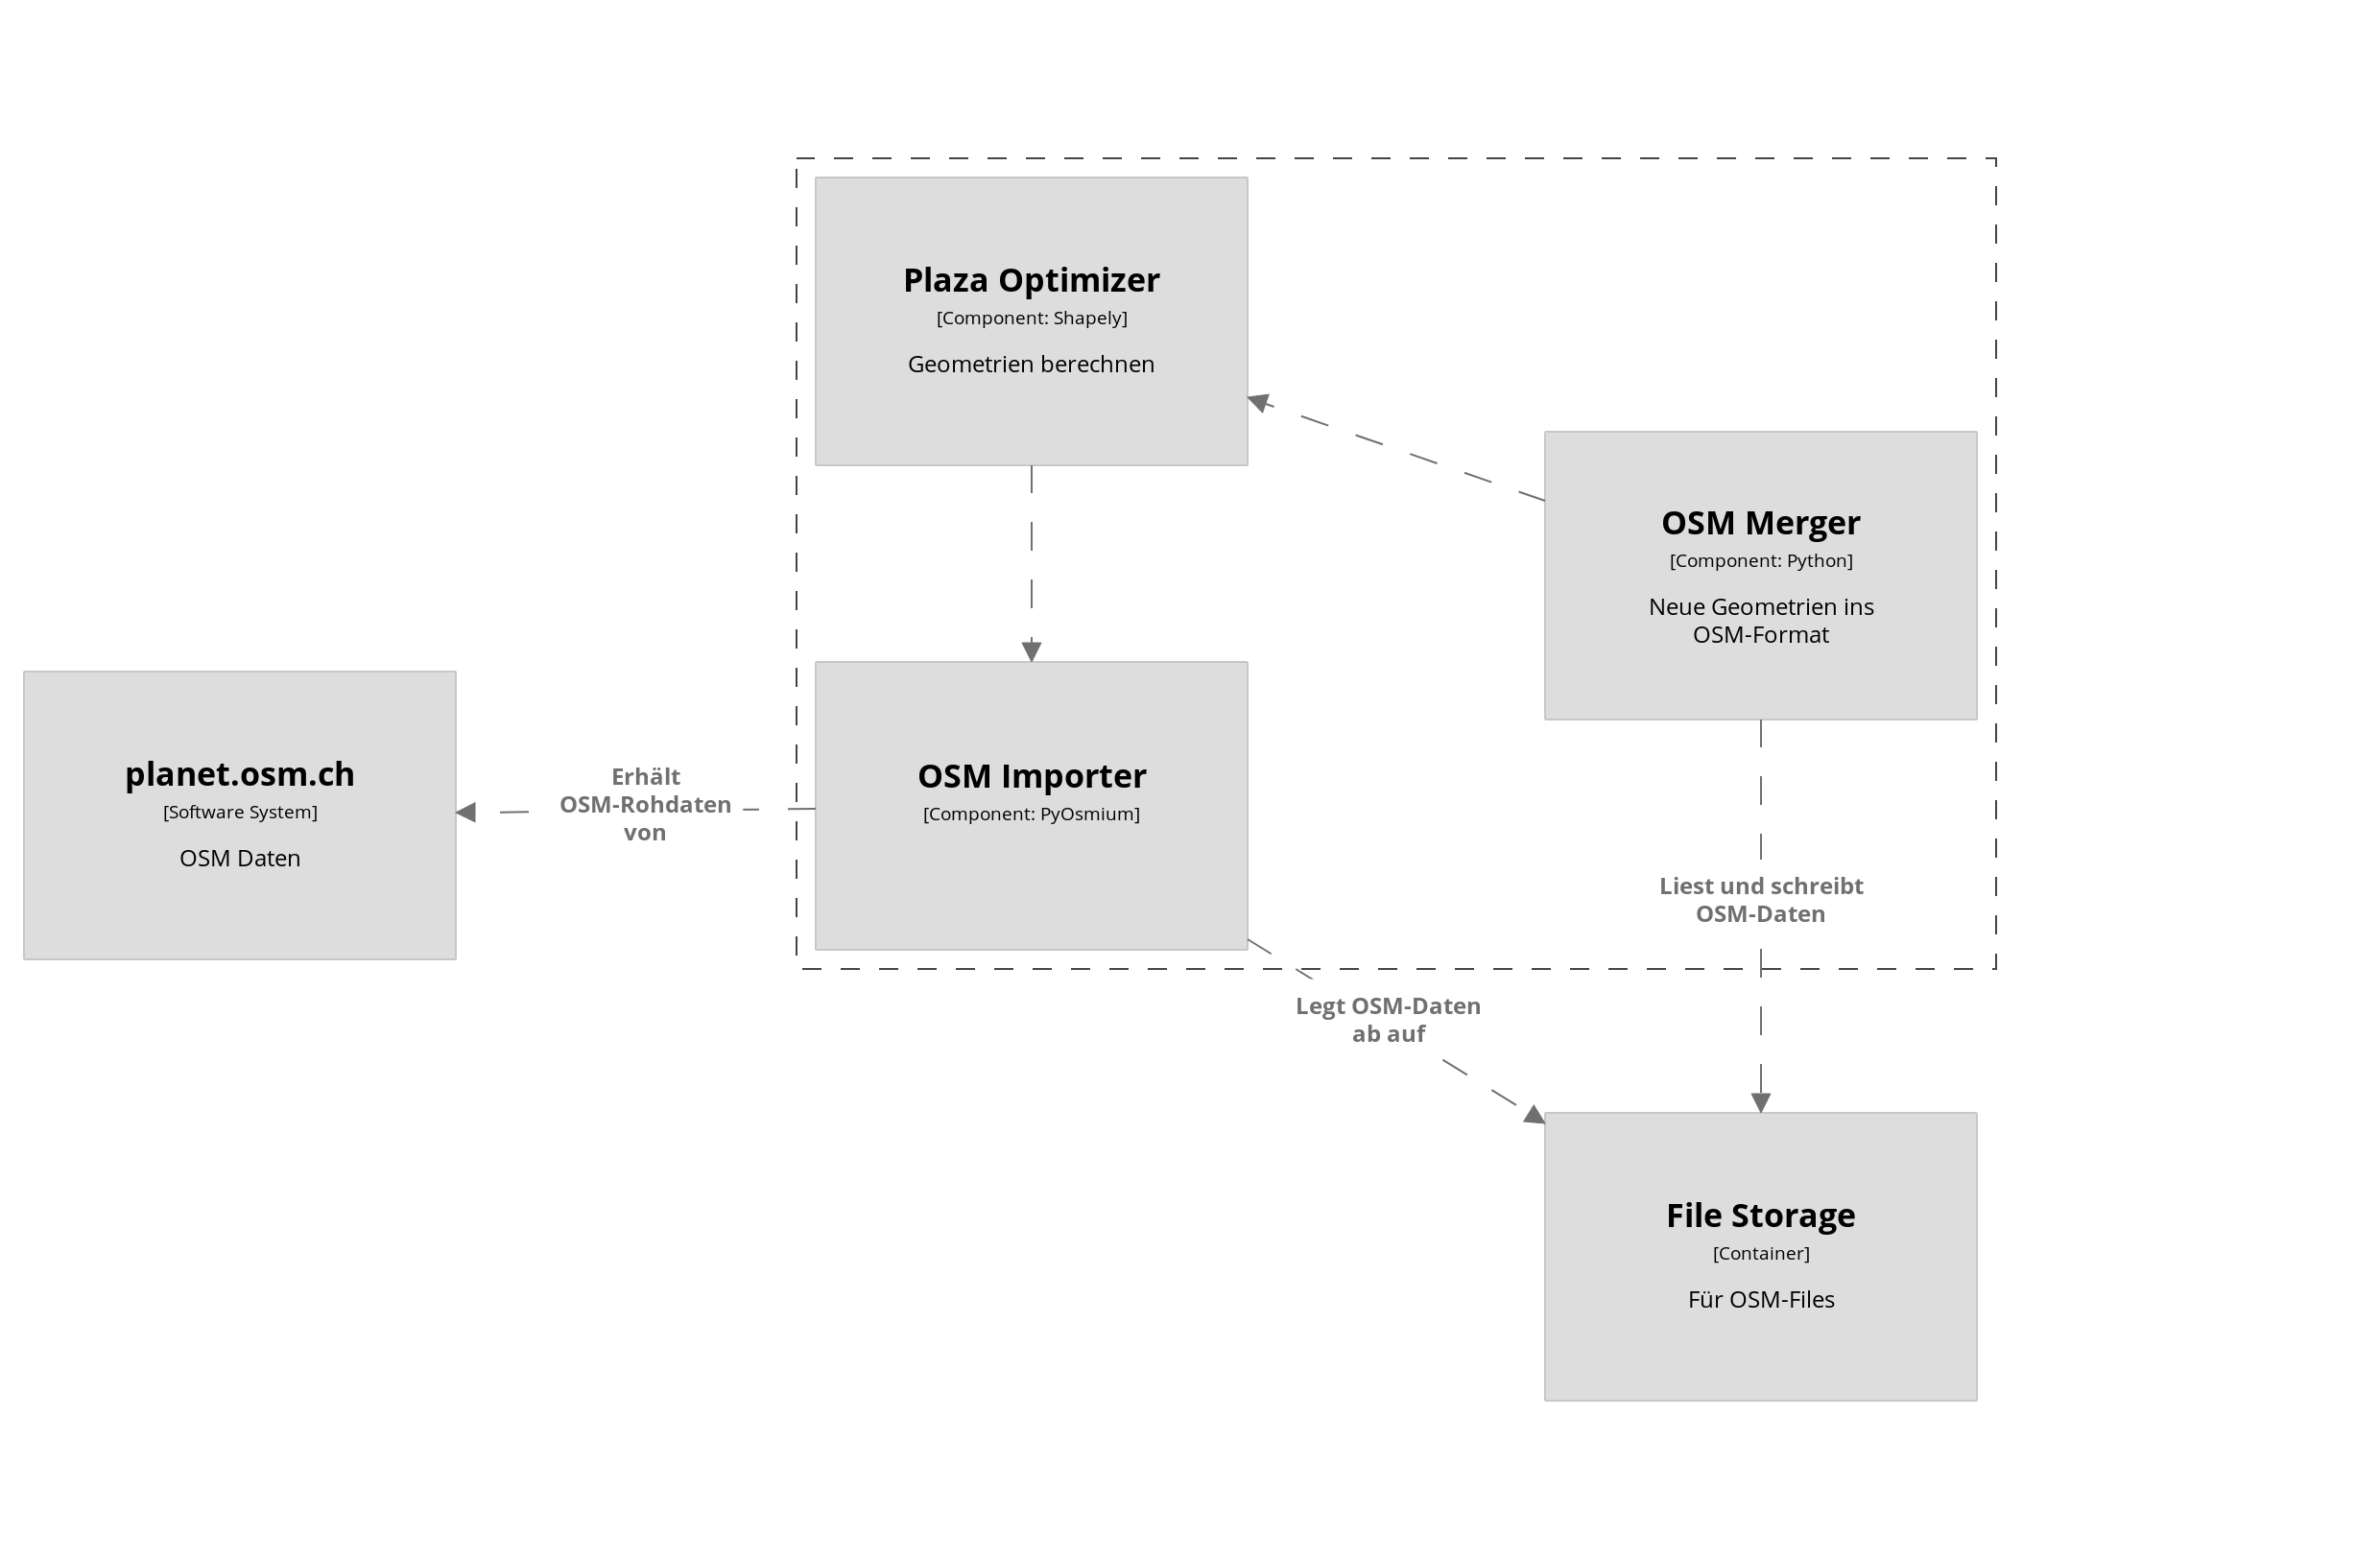 Plaza Optimizer
[Component: Shapely]
Geometrien berechnen
OSM Merger
[Component: Python]
Neue Geometrien ins
OSM-Format
planet.osm.ch
[Software System]
OSM Daten
Erhält
OSM-Rohdaten
von
OSM Importer
[Component: PyOsmium]
Liest und schreibt
OSM-Daten
Legt OSM-Daten
ab auf
File Storage
[Container]
Für OSM-Files